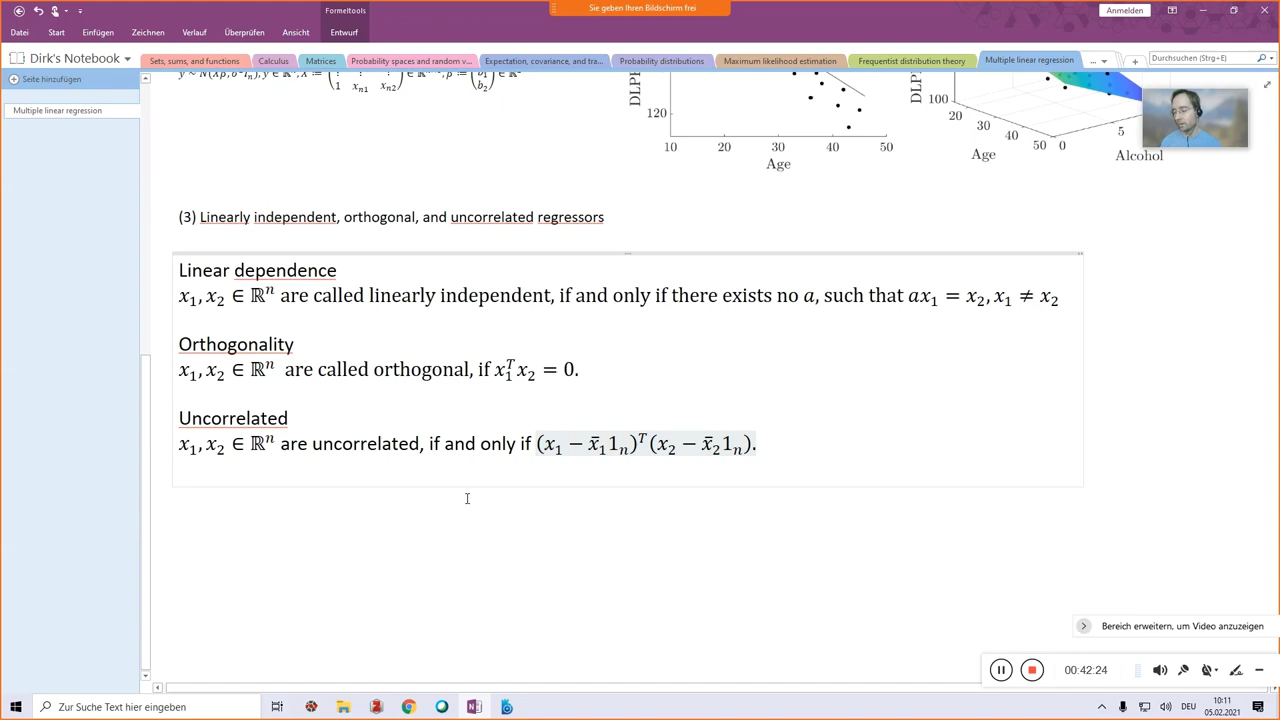 Formeltools
Sie geben Ihren Bildschirm frei
Anmelden
Datei Start Einfügen Zeichnen Verlauf Überprüfen Ansicht Entwurf
Dirk's Notebook
Sets, sums, and functions Calculus Matrices Probability spaces and random v... Expectation, covariance, and tra... Probability distributions Maximum likelihood estimation Frequentist distribution theory Multiple linear regression ...
Durchsuchen (Strg+E)
Seite hinzufügen
Multiple linear regression
1 xₙ₁ xₙ₂ b₂
120
10 20 30 40 50
Age
100
20 30 40 50
Age
0 5
Alcohol
(3) Linearly independent, orthogonal, and uncorrelated regressors
Linear dependence
x₁, x₂ ∈ ℝⁿ are called linearly independent, if and only if there exists no a, such that ax₁ = x₂, x₁ ≠ x₂
Orthogonality
x₁, x₂ ∈ ℝⁿ are called orthogonal, if x₁ᵀx₂ = 0.
Uncorrelated
x₁, x₂ ∈ ℝⁿ are uncorrelated, if and only if (x₁ − x̄₁1ₙ)ᵀ(x₂ − x̄₂1ₙ).
Bereich erweitern, um Video anzuzeigen
00:42:24
Zur Suche Text hier eingeben
DEU
10:11
05.02.2021